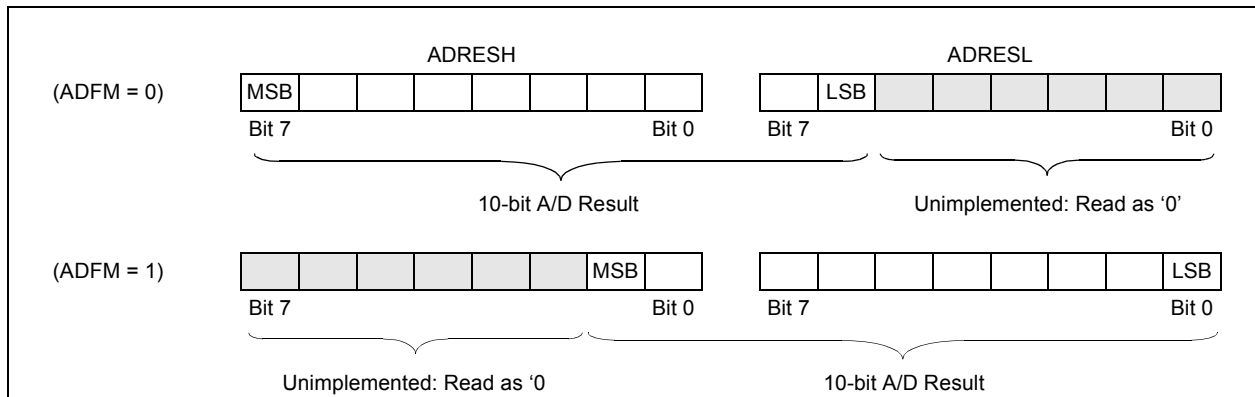 ADRESH ADRESL
(ADFM = 0) MSB LSB
Bit 7 Bit 0 Bit 7 Bit 0
10-bit A/D Result Unimplemented: Read as ‘0’
(ADFM = 1) MSB LSB
Bit 7 Bit 0 Bit 7 Bit 0
Unimplemented: Read as ‘0 10-bit A/D Result